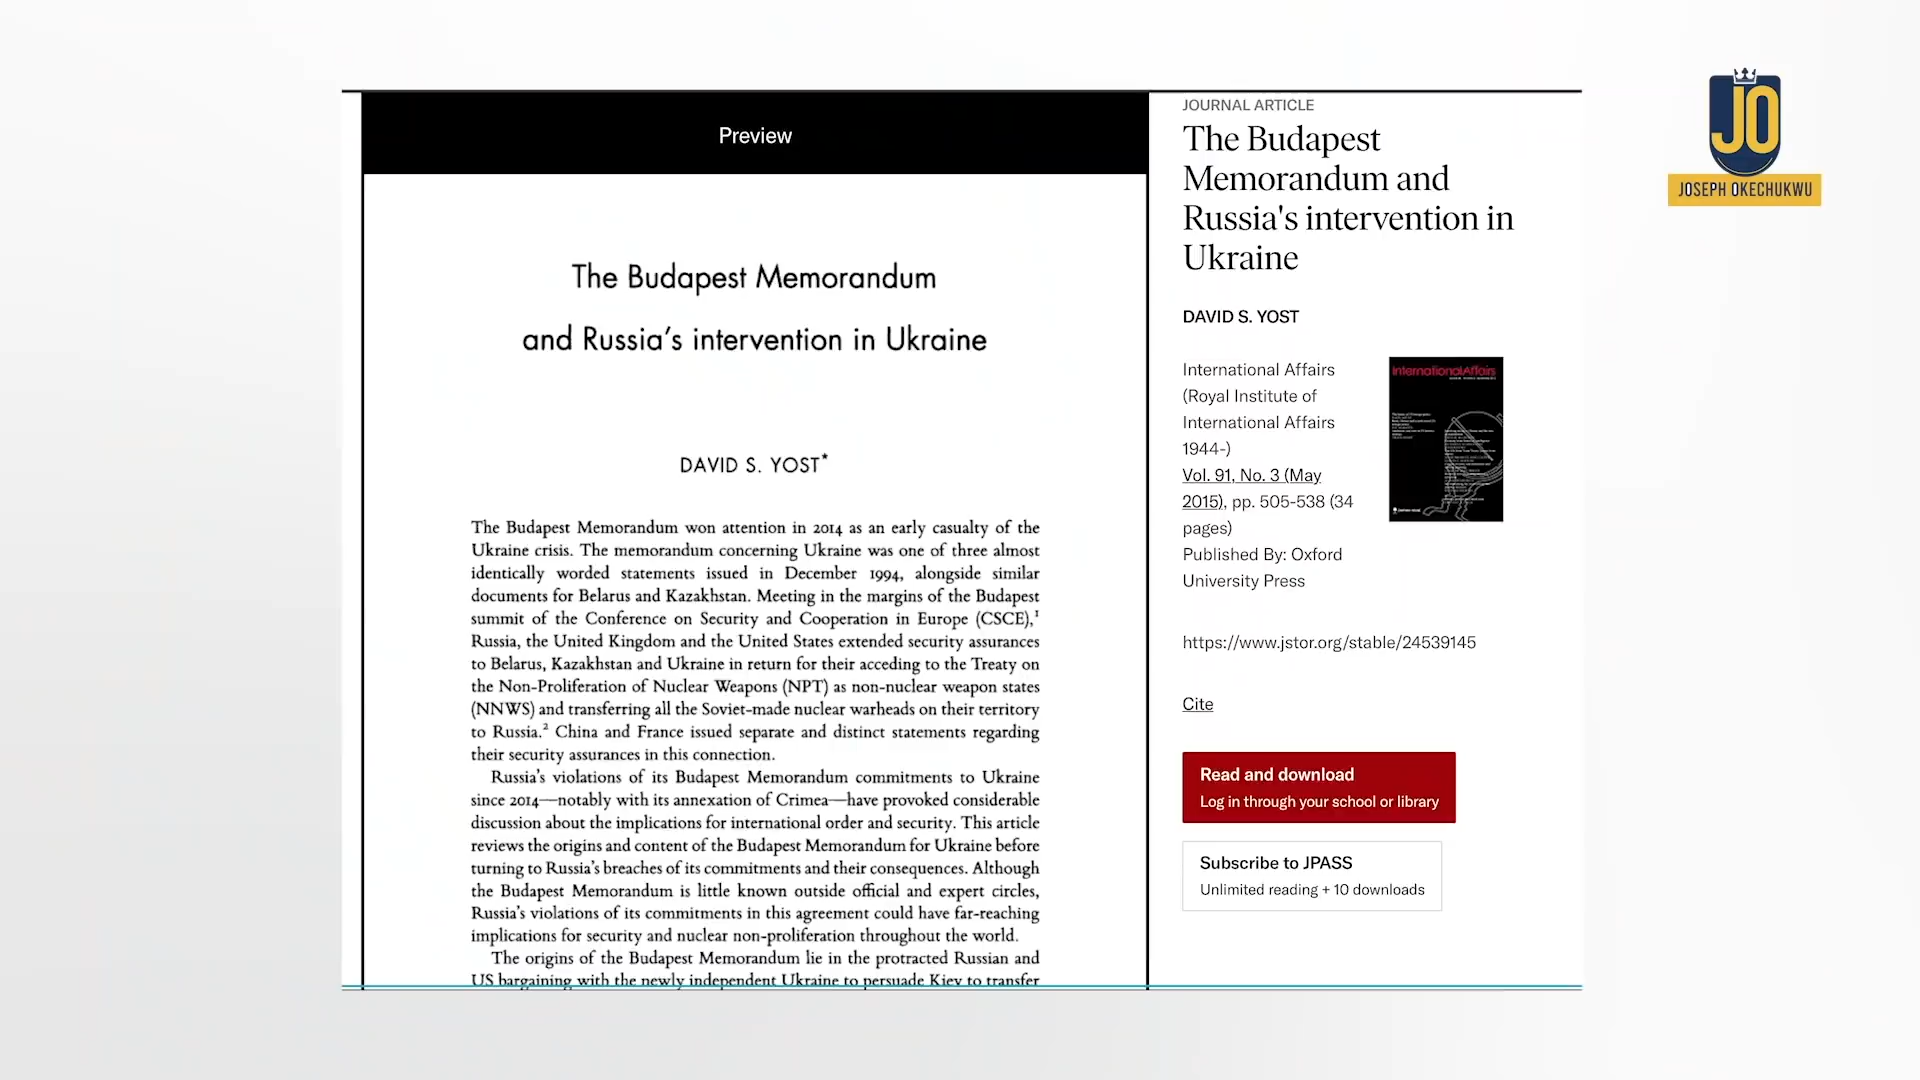 JO
JOSEPH OKECHUKWU
Preview
The Budapest Memorandum
and Russia's intervention in Ukraine
DAVID S. YOST*
The Budapest Memorandum won attention in 2014 as an early casualty of the
Ukraine crisis. The memorandum concerning Ukraine was one of three almost
identically worded statements issued in December 1994, alongside similar
documents for Belarus and Kazakhstan. Meeting in the margins of the Budapest
summit of the Conference on Security and Cooperation in Europe (CSCE),¹
Russia, the United Kingdom and the United States extended security assurances
to Belarus, Kazakhstan and Ukraine in return for their acceding to the Treaty on
the Non-Proliferation of Nuclear Weapons (NPT) as non-nuclear weapon states
(NNWS) and transferring all the Soviet-made nuclear warheads on their territory
to Russia.² China and France issued separate and distinct statements regarding
their security assurances in this connection.
Russia's violations of its Budapest Memorandum commitments to Ukraine
since 2014—notably with its annexation of Crimea—have provoked considerable
discussion about the implications for international order and security. This article
reviews the origins and content of the Budapest Memorandum for Ukraine before
turning to Russia's breaches of its commitments and their consequences. Although
the Budapest Memorandum is little known outside official and expert circles,
Russia's violations of its commitments in this agreement could have far-reaching
implications for security and nuclear non-proliferation throughout the world.
The origins of the Budapest Memorandum lie in the protracted Russian and
US bargaining with the newly independent Ukraine to persuade Kiev to transfer
JOURNAL ARTICLE
The Budapest
Memorandum and
Russia's intervention in
Ukraine
DAVID S. YOST
International Affairs
(Royal Institute of
International Affairs
1944-)
Vol. 91, No. 3 (May
2015), pp. 505-538 (34
pages)
Published By: Oxford
University Press
InternationalAffairs
https://www.jstor.org/stable/24539145
Cite
Read and download
Log in through your school or library
Subscribe to JPASS
Unlimited reading + 10 downloads